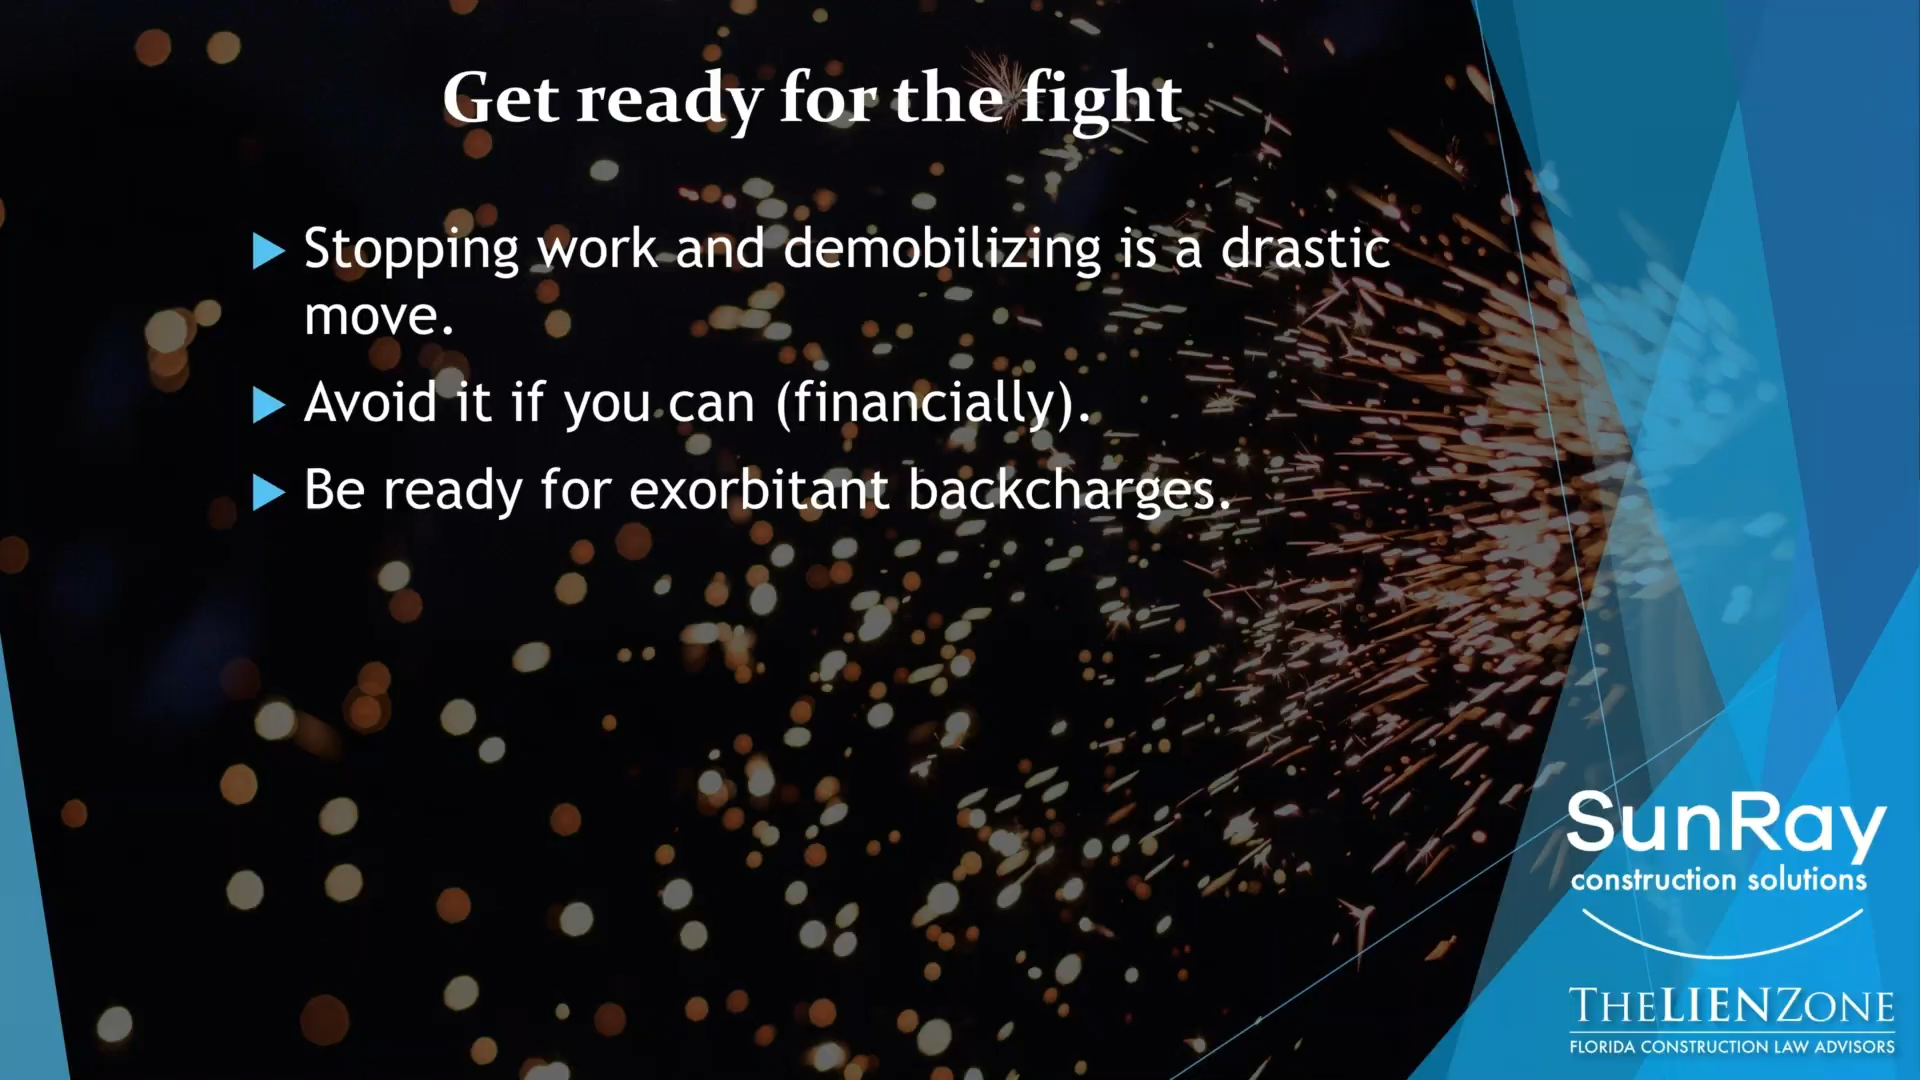 Get ready for the fight
Stopping work and demobilizing is a drastic
move.
Avoid it if you can (financially).
Be ready for exorbitant backcharges.
SunRay
construction solutions
THELIENZONE
FLORIDA CONSTRUCTION LAW ADVISORS